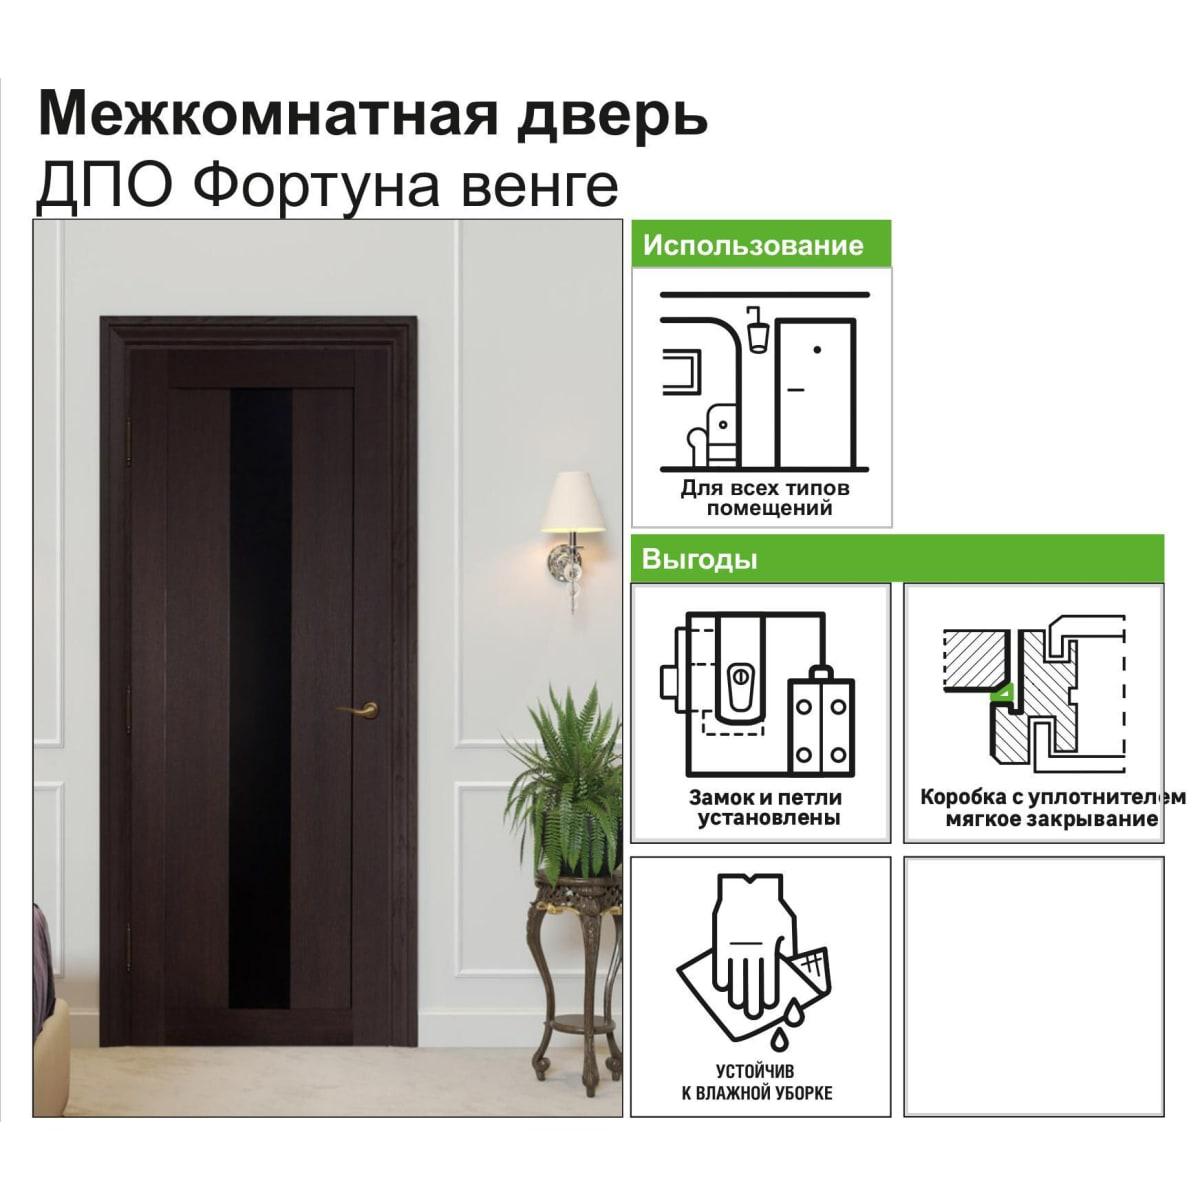 Межкомнатная дверь
ДПО Фортуна венге
Использование
Для всех типов
помещений
Выгоды
Замок и петли
установлены
Коробка с уплотнителем
мягкое закрывание
УСТОЙЧИВ
К ВЛАЖНОЙ УБОРКЕ